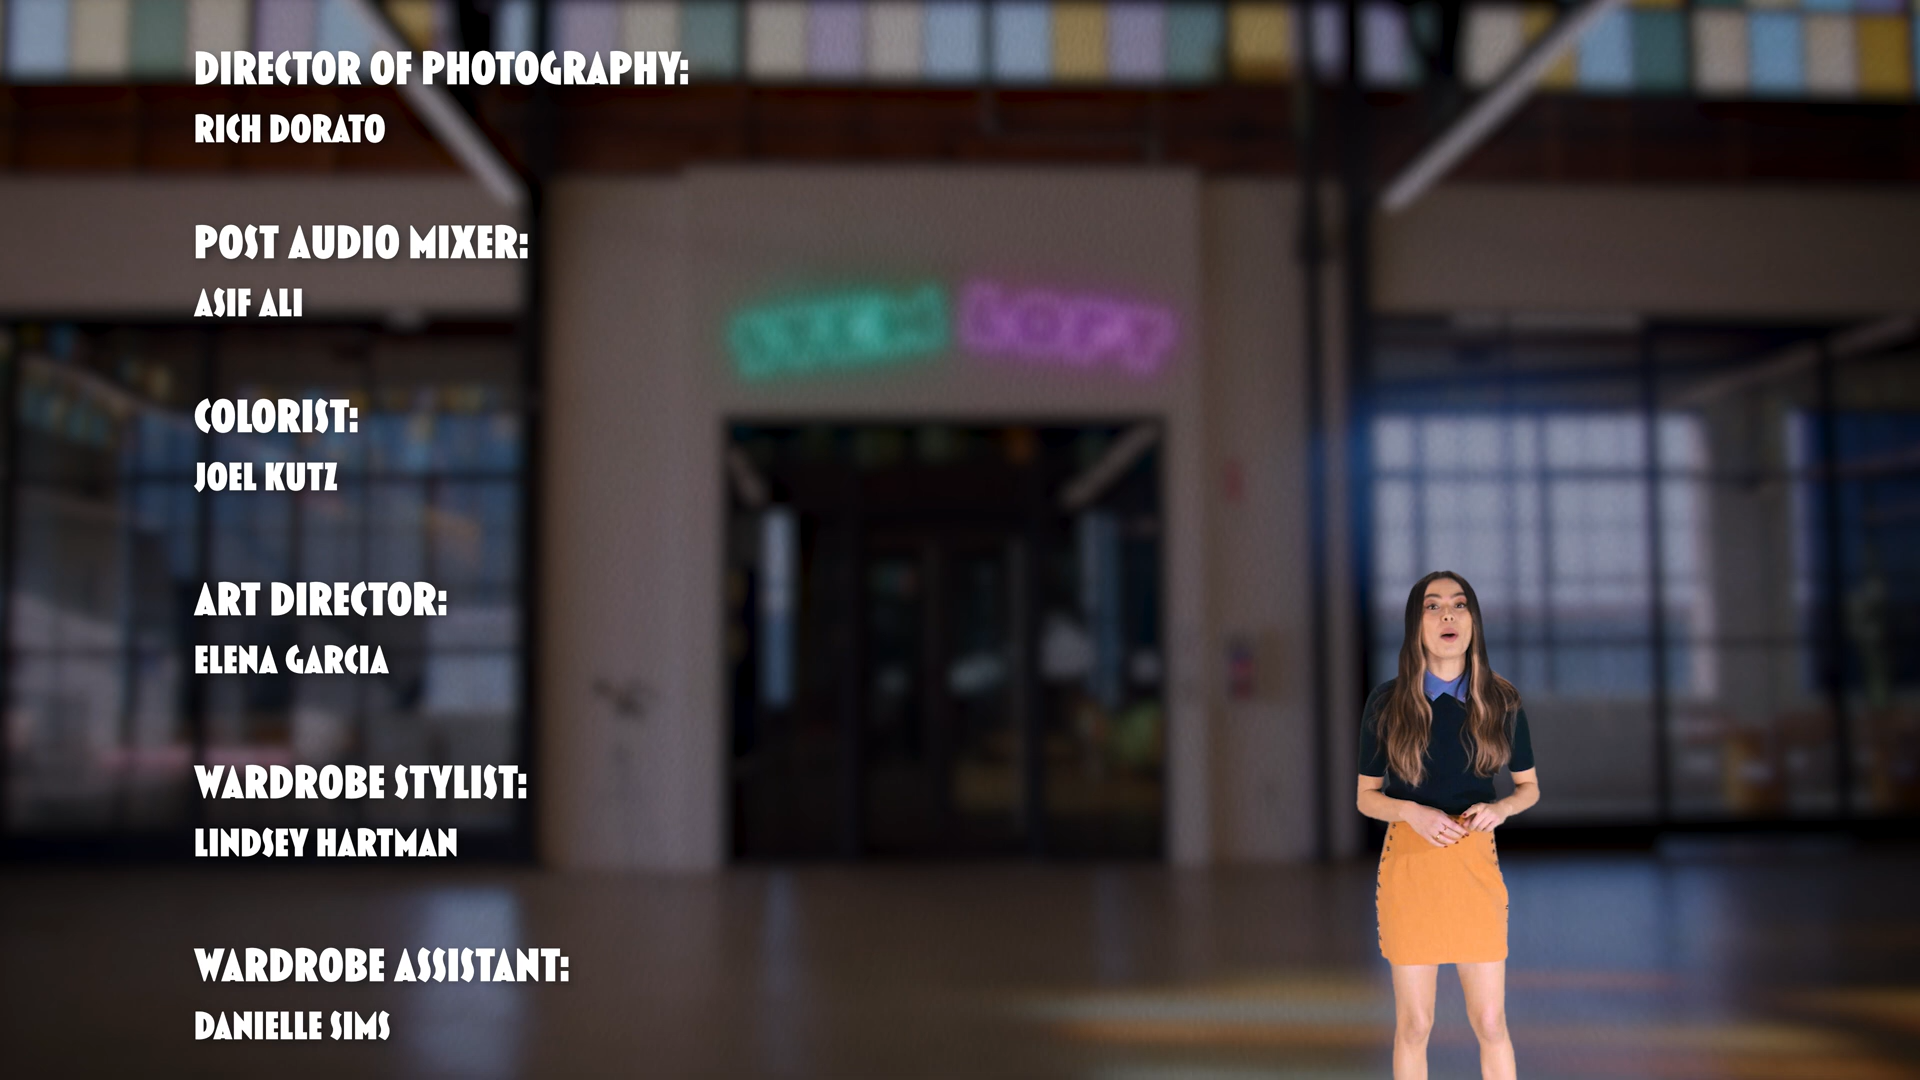 DIRECTOR OF PHOTOGRAPHY:
RICH DORATO
POST AUDIO MIXER:
ASIF ALI
COLORIST:
JOEL KUTZ
ART DIRECTOR:
ELENA GARCIA
WARDROBE STYLIST:
LINDSEY HARTMAN
WARDROBE ASSISTANT:
DANIELLE SIMS